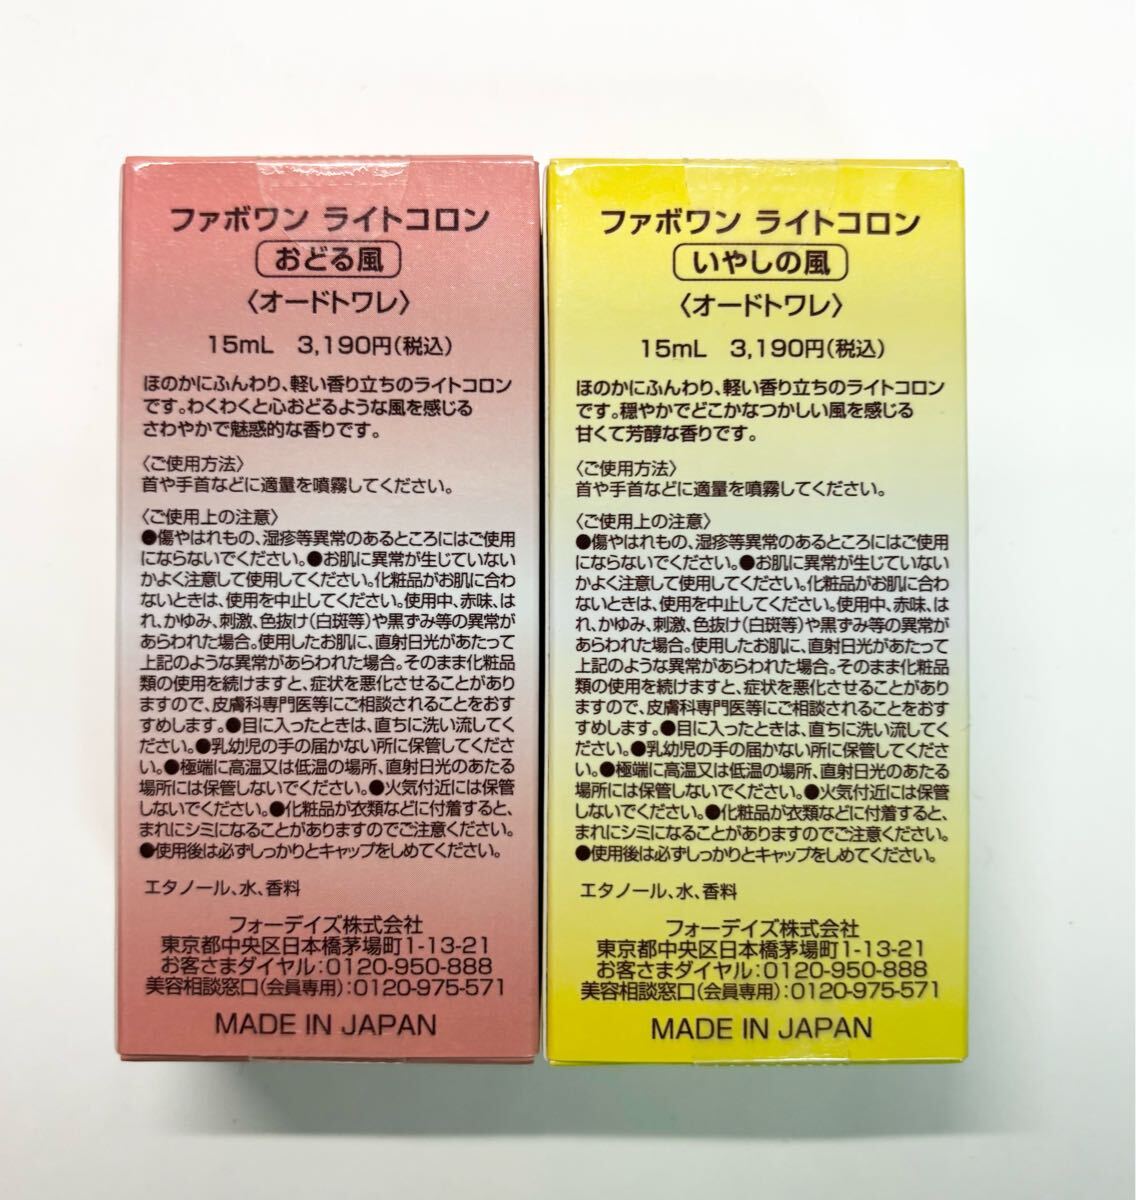 ファボワン ライトコロン
おどる風
〈オードトワレ〉
15mL 3,190円(税込)
ほのかにふんわり、軽い香り立ちのライトコロン
です。わくわくと心おどるような風を感じる
さわやかで魅惑的な香りです。
〈ご使用方法〉
首や手首などに適量を噴霧してください。
〈ご使用上の注意〉
●傷やはれもの、湿疹等異常のあるところにはご使用
にならないでください。●お肌に異常が生じていない
かよく注意して使用してください。化粧品がお肌に合わ
ないときは、使用を中止してください。使用中、赤味、は
れ、かゆみ、刺激、色抜け(白斑等)や黒ずみ等の異常が
あらわれた場合。使用したお肌に、直射日光があたって
上記のような異常があらわれた場合。そのまま化粧品
類の使用を続けますと、症状を悪化させることがあり
ますので、皮膚科専門医等にご相談されることをおす
すめします。●目に入ったときは、直ちに洗い流してく
ださい。●乳幼児の手の届かない所に保管してくださ
い。●極端に高温又は低温の場所、直射日光のあたる
場所には保管しないでください。●火気付近には保管
しないでください。●化粧品が衣類などに付着すると、
まれにシミになることがありますのでご注意ください。
●使用後は必ずしっかりとキャップをしめてください。
エタノール、水、香料
フォーデイズ株式会社
東京都中央区日本橋茅場町1-13-21
お客さまダイヤル:0120-950-888
美容相談窓口(会員専用):0120-975-571
MADE IN JAPAN
ファボワン ライトコロン
いやしの風
〈オードトワレ〉
15mL 3,190円(税込)
ほのかにふんわり、軽い香り立ちのライトコロン
です。穏やかでどこかなつかしい風を感じる
甘くて芳醇な香りです。
〈ご使用方法〉
首や手首などに適量を噴霧してください。
〈ご使用上の注意〉
●傷やはれもの、湿疹等異常のあるところにはご使用
にならないでください。●お肌に異常が生じていない
かよく注意して使用してください。化粧品がお肌に合わ
ないときは、使用を中止してください。使用中、赤味、は
れ、かゆみ、刺激、色抜け(白斑等)や黒ずみ等の異常が
あらわれた場合。使用したお肌に、直射日光があたって
上記のような異常があらわれた場合。そのまま化粧品
類の使用を続けますと、症状を悪化させることがあり
ますので、皮膚科専門医等にご相談されることをおす
すめします。●目に入ったときは、直ちに洗い流してく
ださい。●乳幼児の手の届かない所に保管してくださ
い。●極端に高温又は低温の場所、直射日光のあたる
場所には保管しないでください。●火気付近には保管
しないでください。●化粧品が衣類などに付着すると、
まれにシミになることがありますのでご注意ください。
●使用後は必ずしっかりとキャップをしめてください。
エタノール、水、香料
フォーデイズ株式会社
東京都中央区日本橋茅場町1-13-21
お客さまダイヤル:0120-950-888
美容相談窓口(会員専用):0120-975-571
MADE IN JAPAN